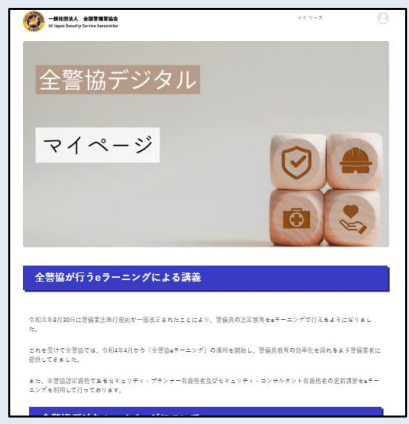 一般社団法人 全国警備業協会
All Japan Security Service Association
マイコース
全警協デジタル
マイページ
全警協が行うeラーニングによる講義
令和元年8月30日に警備業法施行規則が一部改正されたことにより、警備員の法定教育をeラーニングで行えるようになりまし
た。
これを受けて全警協では、令和4年4月から「全警協eラーニング」の運用を開始し、警備員教育の効率化を図れるよう警備業者に
提供してきました。
また、全警協認定資格であるセキュリティ・プランナー有資格者及びセキュリティ・コンサルタント有資格者の更新講習をeラー
ニングを利用して行っております。